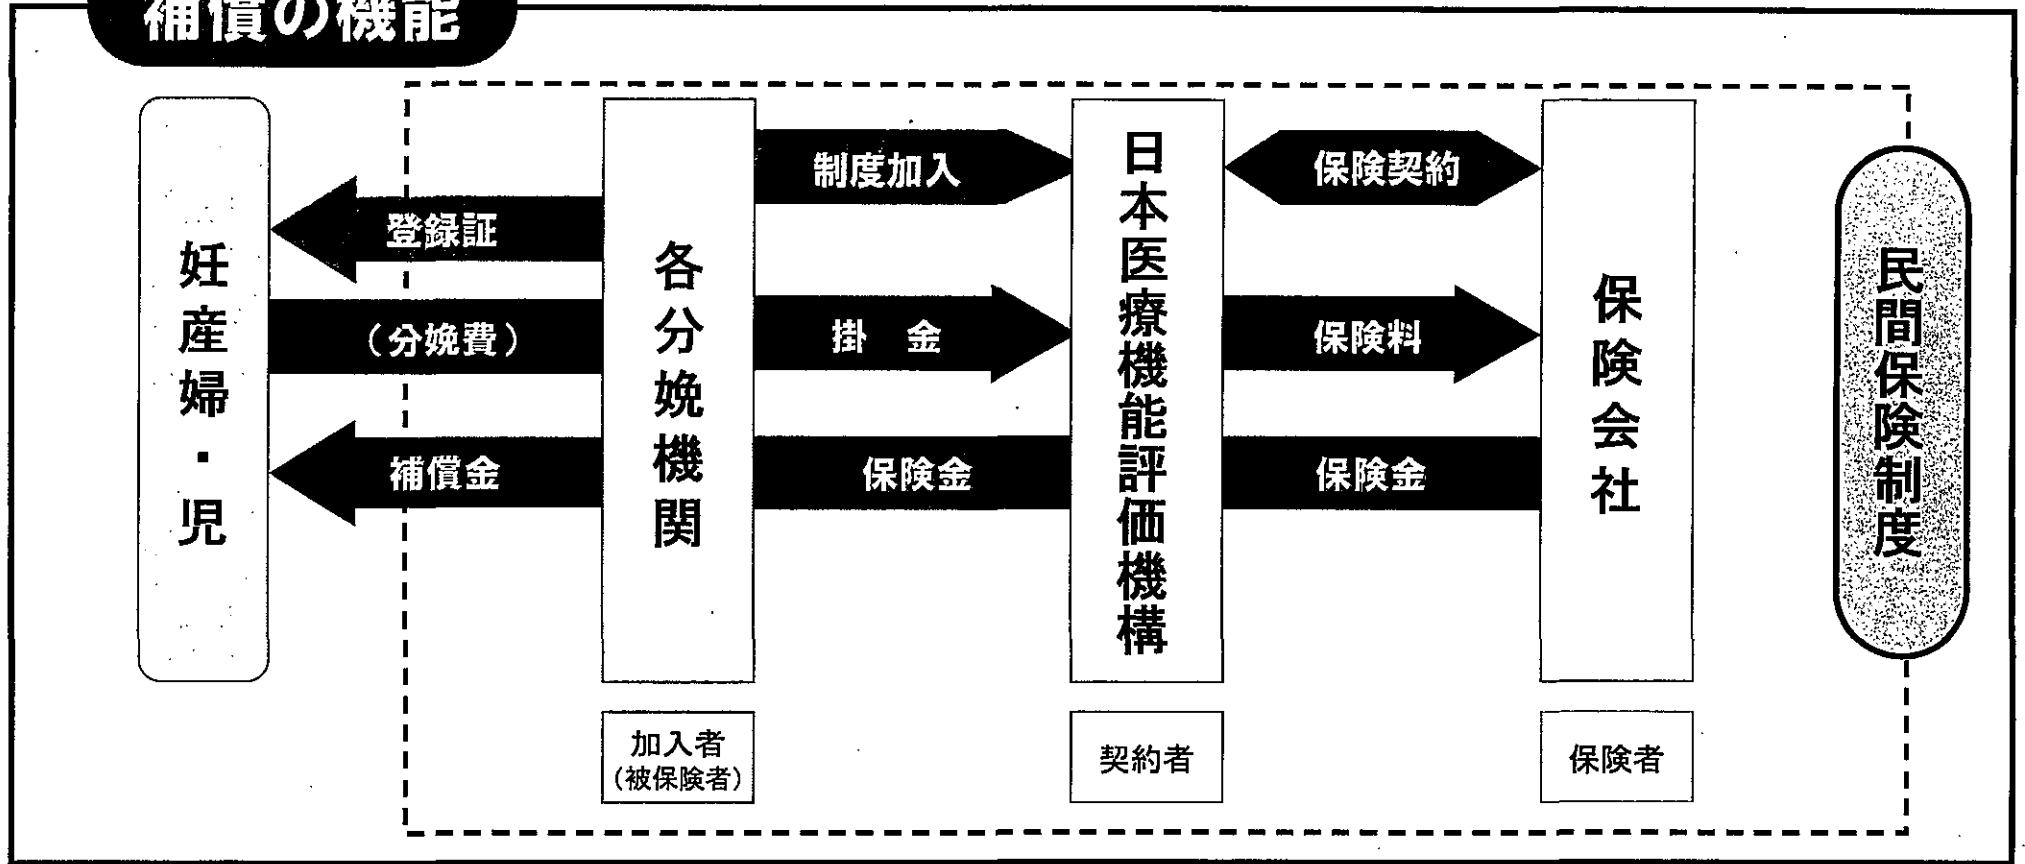 補償の機能
妊産婦・児
登録証
(分娩費)
補償金
各分娩機関
制度加入
掛 金
保険金
日本医療機能評価機構
保険契約
保険料
保険金
保険会社
民間保険制度
加入者
(被保険者)
契約者
保険者